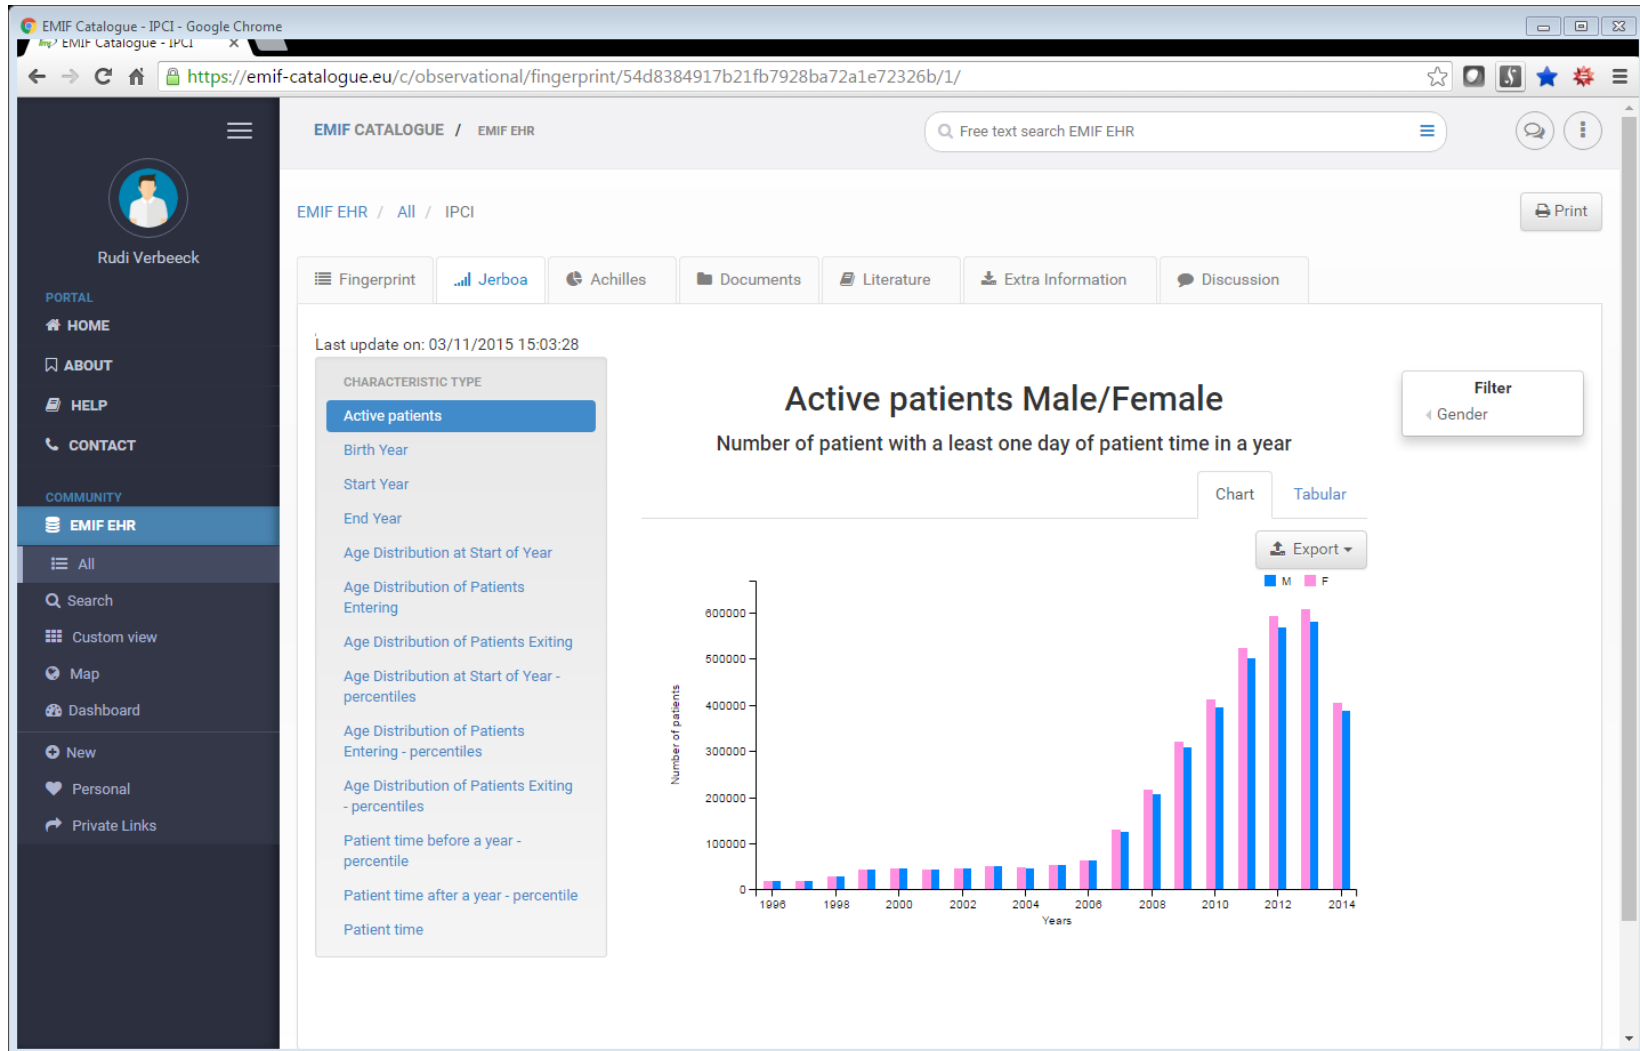 EMIF Catalogue - IPCI - Google Chrome
EMIF Catalogue - IPCI
https://emif-catalogue.eu/c/observational/fingerprint/54d8384917b21fb7928ba72a1e72326b/1/
EMIF CATALOGUE / EMIF EHR
Free text search EMIF EHR
Rudi Verbeeck
PORTAL
HOME
ABOUT
HELP
CONTACT
COMMUNITY
EMIF EHR
All
Search
Custom view
Map
Dashboard
New
Personal
Private Links
EMIF EHR / All / IPCI
Print
Fingerprint
Jerboa
Achilles
Documents
Literature
Extra Information
Discussion
Last update on: 03/11/2015 15:03:28
CHARACTERISTIC TYPE
Active patients
Birth Year
Start Year
End Year
Age Distribution at Start of Year
Age Distribution of Patients
Entering
Age Distribution of Patients Exiting
Age Distribution at Start of Year -
percentiles
Age Distribution of Patients
Entering - percentiles
Age Distribution of Patients Exiting
- percentiles
Patient time before a year -
percentile
Patient time after a year - percentile
Patient time
Active patients Male/Female
Number of patient with a least one day of patient time in a year
Chart
Tabular
Export
M F
Number of patients
600000
500000
400000
300000
200000
100000
0
1996 1998 2000 2002 2004 2006 2008 2010 2012 2014
Years
Filter
Gender